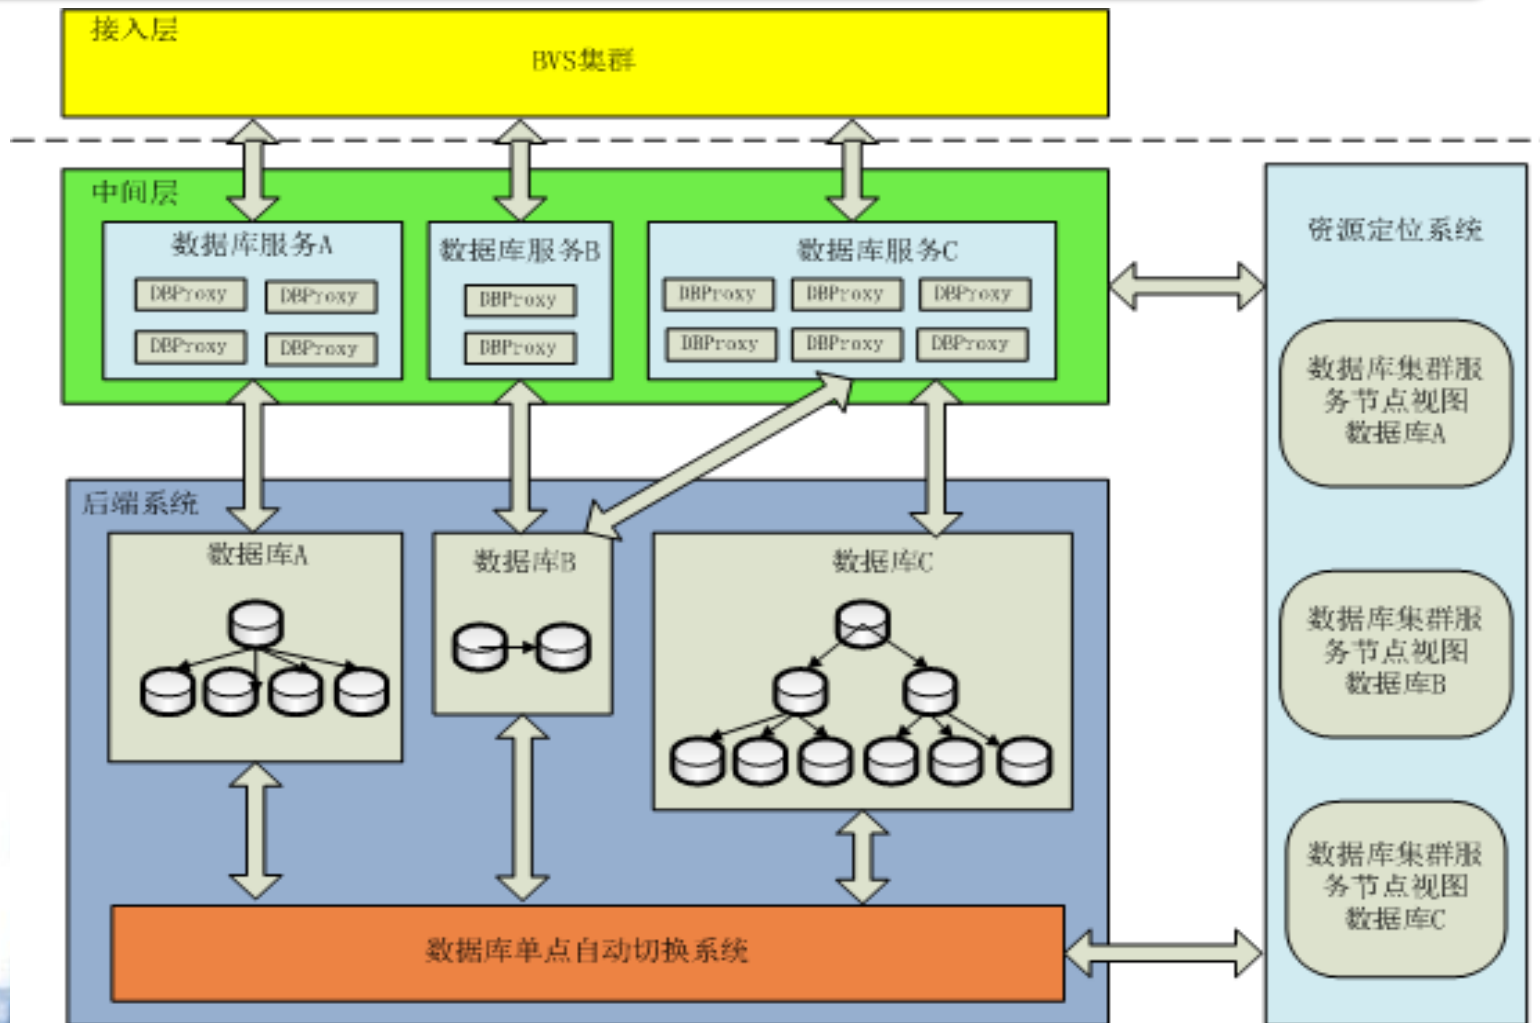 接入层
BVS集群
中间层
数据库服务A
DBProxy
DBProxy
DBProxy
DBProxy
数据库服务B
DBProxy
DBProxy
数据库服务C
DBProxy
DBProxy
DBProxy
DBProxy
DBProxy
DBProxy
后端系统
数据库A
数据库B
数据库C
数据库单点自动切换系统
资源定位系统
数据库集群服
务节点视图
数据库A
数据库集群服
务节点视图
数据库B
数据库集群服
务节点视图
数据库C